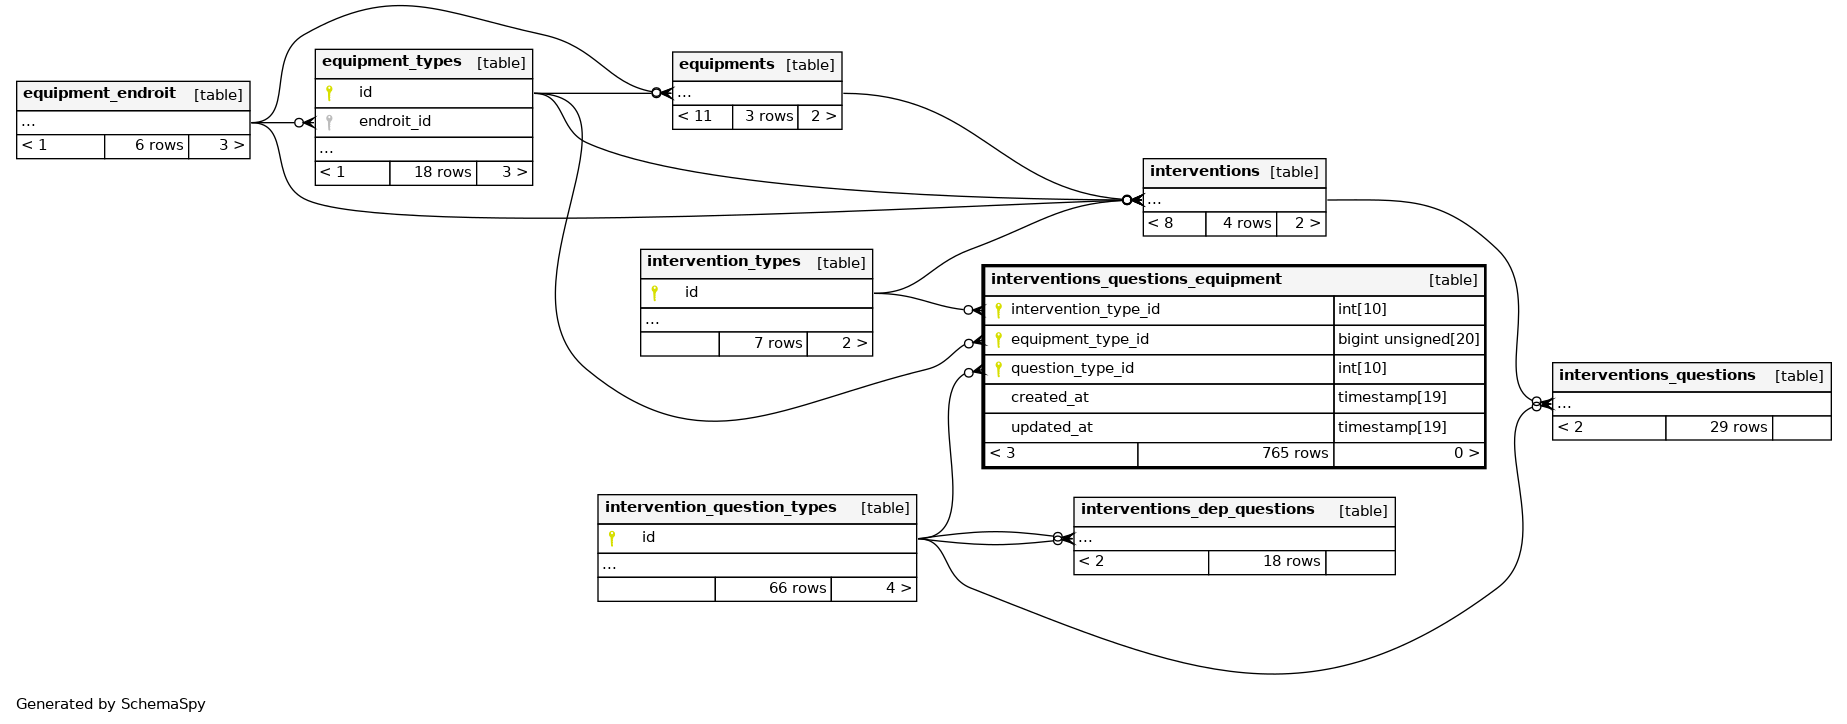 equipment_endroit [table]
...
< 1 6 rows 3 >
equipment_types [table]
id
endroit_id
...
< 1 18 rows 3 >
equipments [table]
...
< 11 3 rows 2 >
interventions [table]
...
< 8 4 rows 2 >
intervention_types [table]
id
...
7 rows 2 >
interventions_questions_equipment [table]
intervention_type_id int[10]
equipment_type_id bigint unsigned[20]
question_type_id int[10]
created_at timestamp[19]
updated_at timestamp[19]
< 3 765 rows 0 >
interventions_questions [table]
...
< 2 29 rows
intervention_question_types [table]
id
...
66 rows 4 >
interventions_dep_questions [table]
...
< 2 18 rows
Generated by SchemaSpy